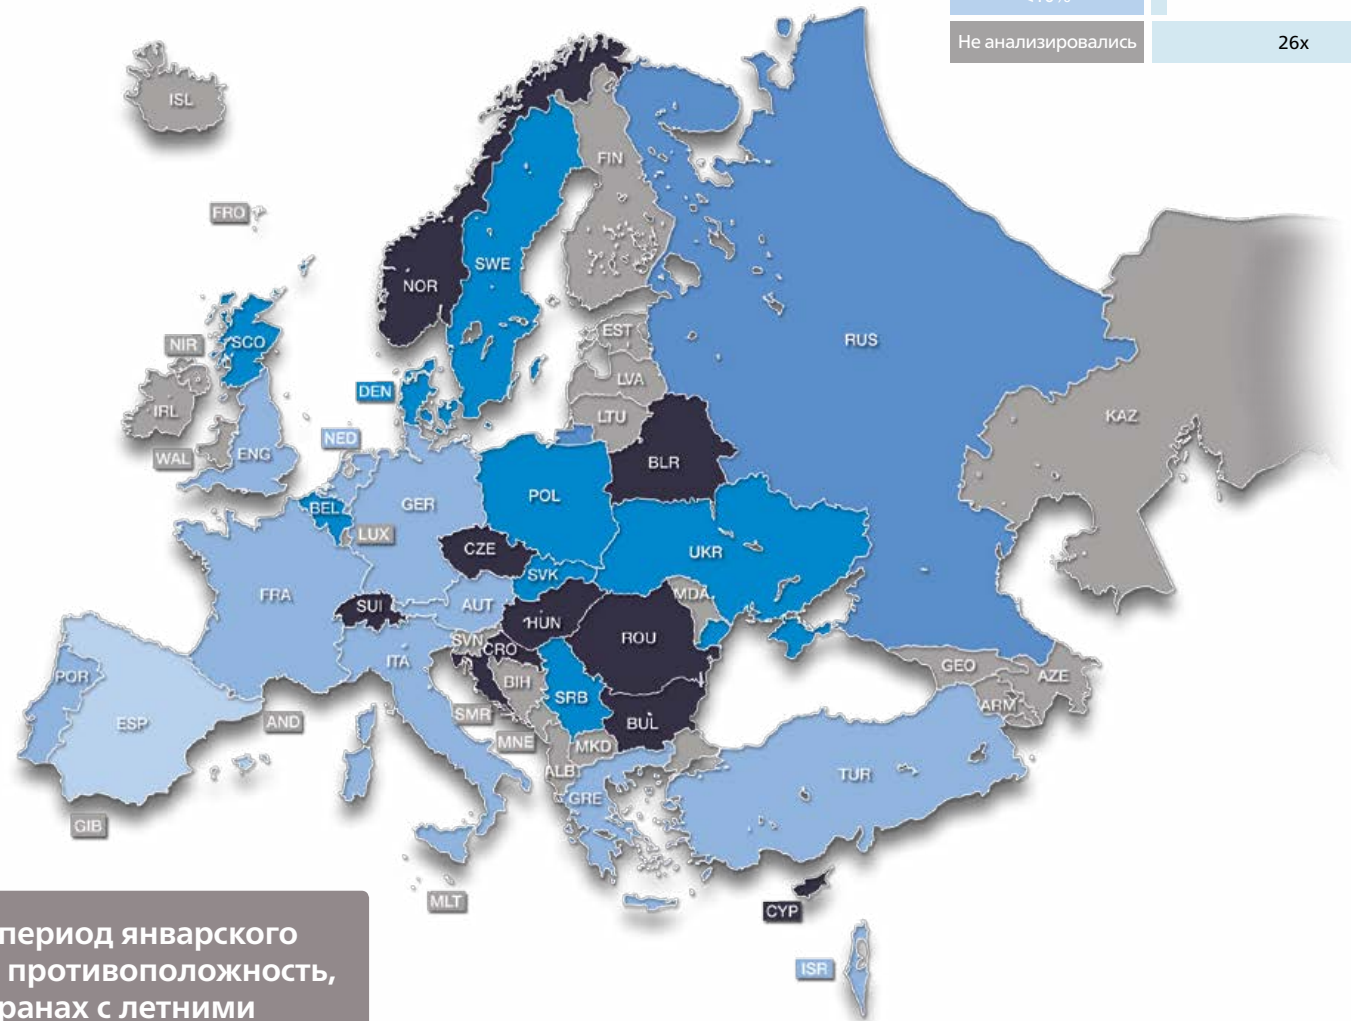 <10%
Не анализировались
26x
ISL
FIN
FRO
SWE
NOR
RUS
NIR
SCO
EST
LVA
DEN
IRL
LTU
KAZ
NED
WAL
ENG
BLR
GER
POL
BEL
LUX
CZE
UKR
SVK
FRA
SUI
AUT
MDA
HUN
ROU
SVN
CRO
ITA
GEO
POR
BIH
AZE
SRB
ARM
SMR
ESP
AND
BUL
MNE
MKD
ALB
TUR
GRE
GIB
MLT
CYP
ISR
период январского
противоположность,
ранах с летними